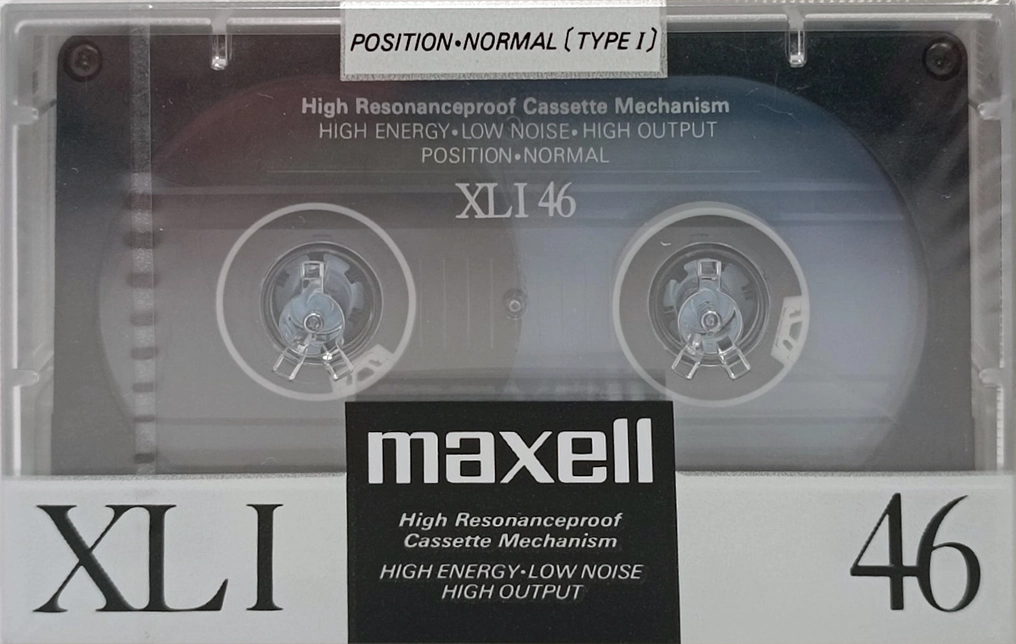 POSITION•NORMAL (TYPE I)
High Resonanceproof Cassette Mechanism
HIGH ENERGY•LOW NOISE•HIGH OUTPUT
POSITION•NORMAL
XLI 46
maxell
XLI
High Resonanceproof
Cassette Mechanism
HIGH ENERGY•LOW NOISE
HIGH OUTPUT
46